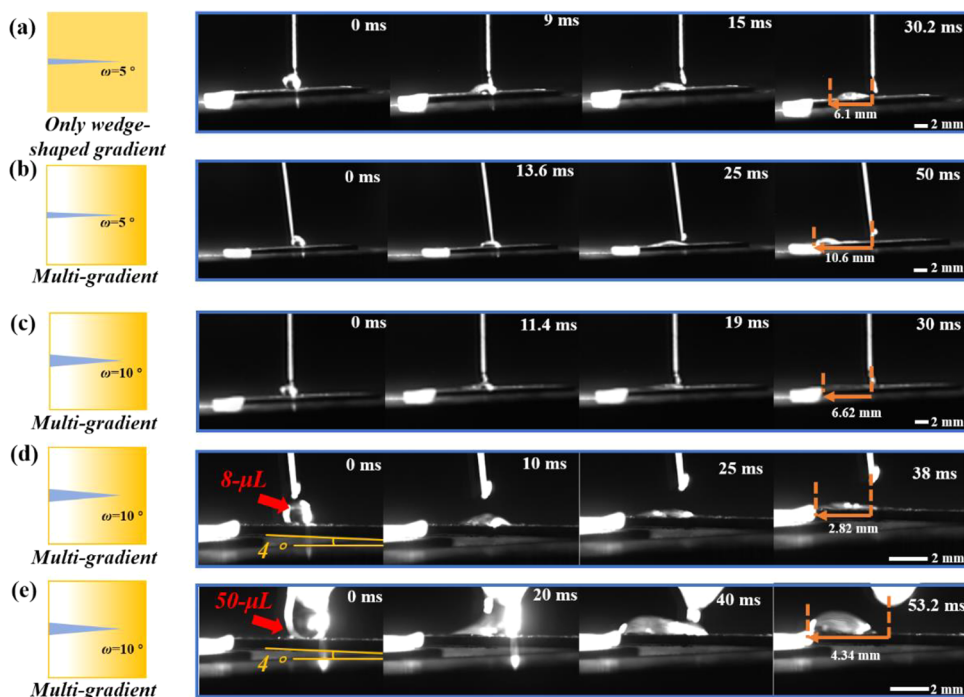 (a)
ω=5 °
Only wedge-
shaped gradient
0 ms
9 ms
15 ms
30.2 ms
6.1 mm
2 mm
(b)
ω=5 °
Multi-gradient
0 ms
13.6 ms
25 ms
50 ms
10.6 mm
2 mm
(c)
ω=10 °
Multi-gradient
0 ms
11.4 ms
19 ms
30 ms
6.62 mm
2 mm
(d)
ω=10 °
Multi-gradient
8-μL
4 °
0 ms
10 ms
25 ms
38 ms
2.82 mm
2 mm
(e)
ω=10 °
Multi-gradient
50-μL
4 °
0 ms
20 ms
40 ms
53.2 ms
4.34 mm
2 mm